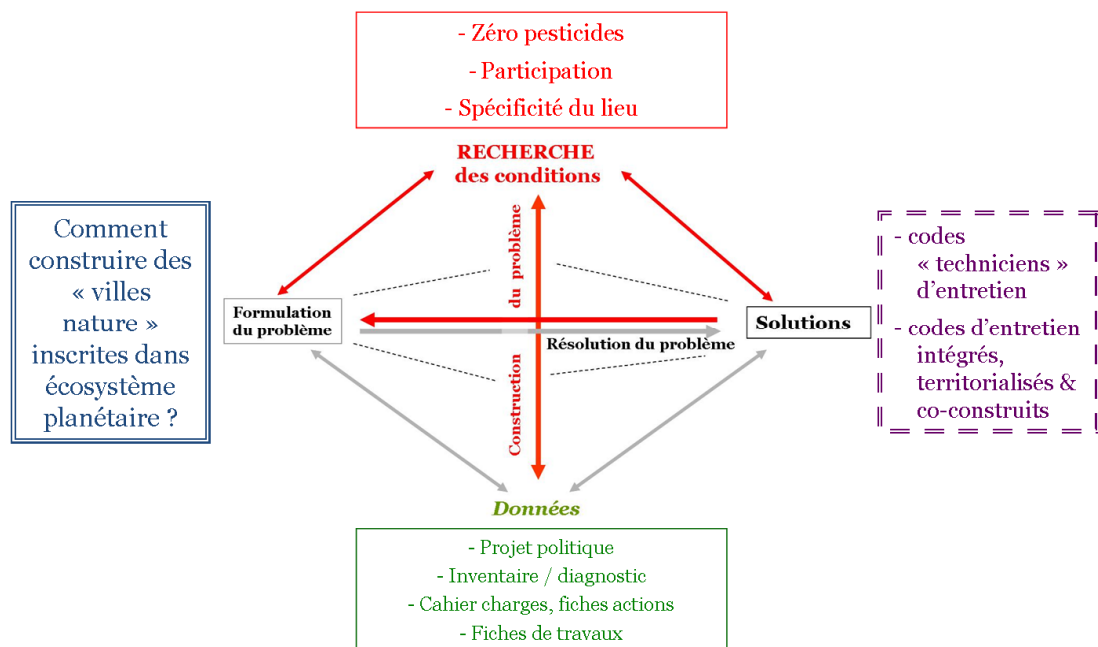 - Zéro pesticides
- Participation
- Spécificité du lieu
RECHERCHE
des conditions
Comment
construire des
« villes
nature »
inscrites dans
écosystème
planétaire ?
Formulation
du problème
du problème
Construction
Résolution du problème
Solutions
- codes
« techniciens »
d'entretien
- codes d'entretien
intégrés,
territorialisés &
co-construits
Données
- Projet politique
- Inventaire / diagnostic
- Cahier charges, fiches actions
- Fiches de travaux